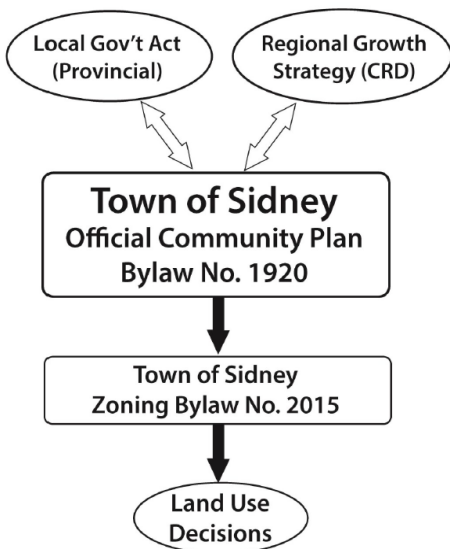 Local Gov't Act
(Provincial)
Regional Growth
Strategy (CRD)
Town of Sidney
Official Community Plan
Bylaw No. 1920
Town of Sidney
Zoning Bylaw No. 2015
Land Use
Decisions